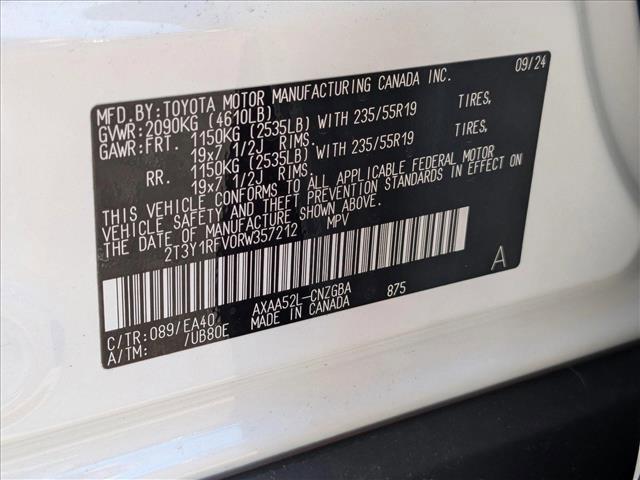 MFD. BY: TOYOTA MOTOR MANUFACTURING CANADA INC. 09/24
GVWR: 2090KG (4610LB)
GAWR: FRT. 1150KG (2535LB) WITH 235/55R19 TIRES,
19x7 1/2J RIMS.
RR. 1150KG (2535LB) WITH 235/55R19 TIRES,
19x7 1/2J RIMS.
THIS VEHICLE CONFORMS TO ALL APPLICABLE FEDERAL MOTOR
VEHICLE SAFETY AND THEFT PREVENTION STANDARDS IN EFFECT ON
THE DATE OF MANUFACTURE SHOWN ABOVE.
2T3Y1RFV0RW357212 MPV
A
C/TR: 089/EA40 AXAA52L-CNZGBA 875
A/TM: /UB80E MADE IN CANADA